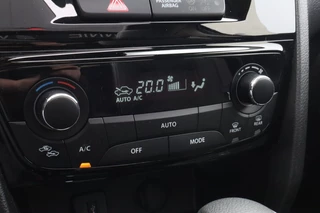 PASSENGER
AIRBAG
20.0
AUTO A/C
AUTO
FRONT
REAR
A/C
OFF
MODE